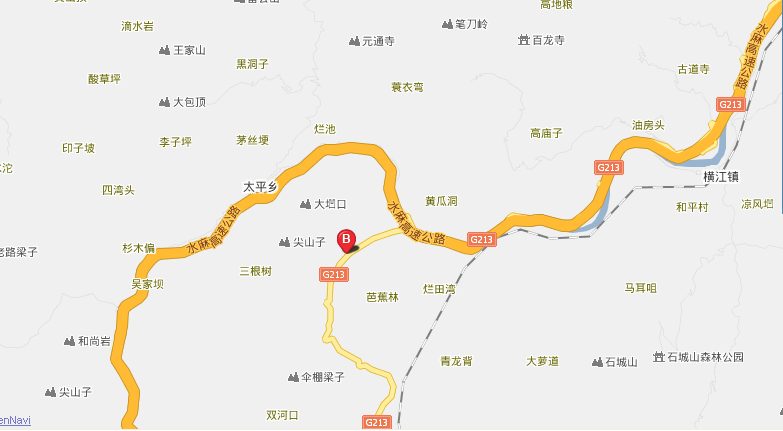 高地粮
滴水岩
笔刀岭
元通寺
百龙寺
王家山
水麻高速公路
黑洞子
古道寺
酸草坪
蓑衣弯
大包顶
G213
烂池
油房头
高庙子
李子坪
茅丝埂
印子坡
G213
横江镇
太平乡
四湾头
大塆口
黄瓜洞
和平村
水麻高速公路
水麻高速公路
B
G213
尖山子
杉木偏
老路梁子
三根树
G213
吴家坝
芭蕉林
烂田湾
马耳咀
和尚岩
青龙背
大萝道
石城山
石城山森林公园
伞棚梁子
尖山子
双河口
G213
enNavi